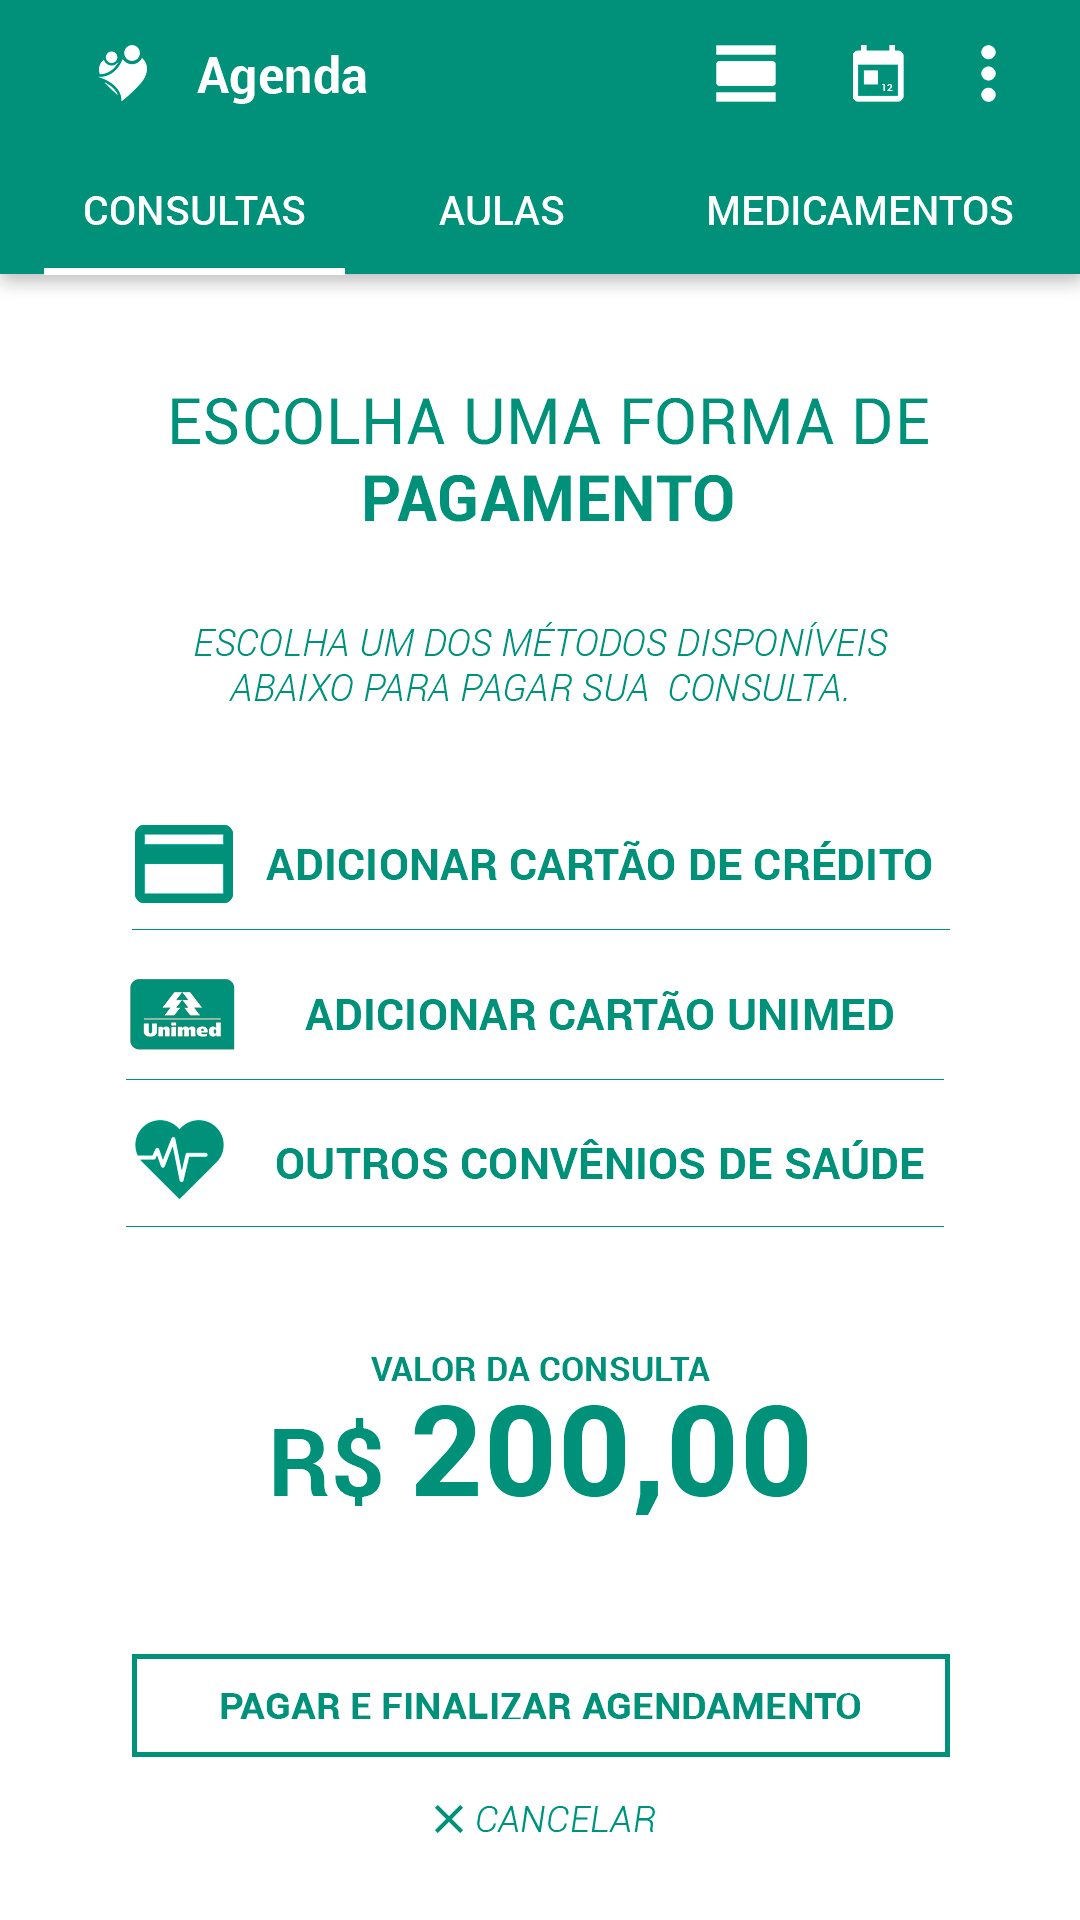 Agenda
12
CONSULTAS AULAS MEDICAMENTOS
ESCOLHA UMA FORMA DE
PAGAMENTO
ESCOLHA UM DOS MÉTODOS DISPONÍVEIS
ABAIXO PARA PAGAR SUA CONSULTA.
ADICIONAR CARTÃO DE CRÉDITO
Unimed
ADICIONAR CARTÃO UNIMED
OUTROS CONVÊNIOS DE SAÚDE
VALOR DA CONSULTA
R$ 200,00
PAGAR E FINALIZAR AGENDAMENTO
CANCELAR